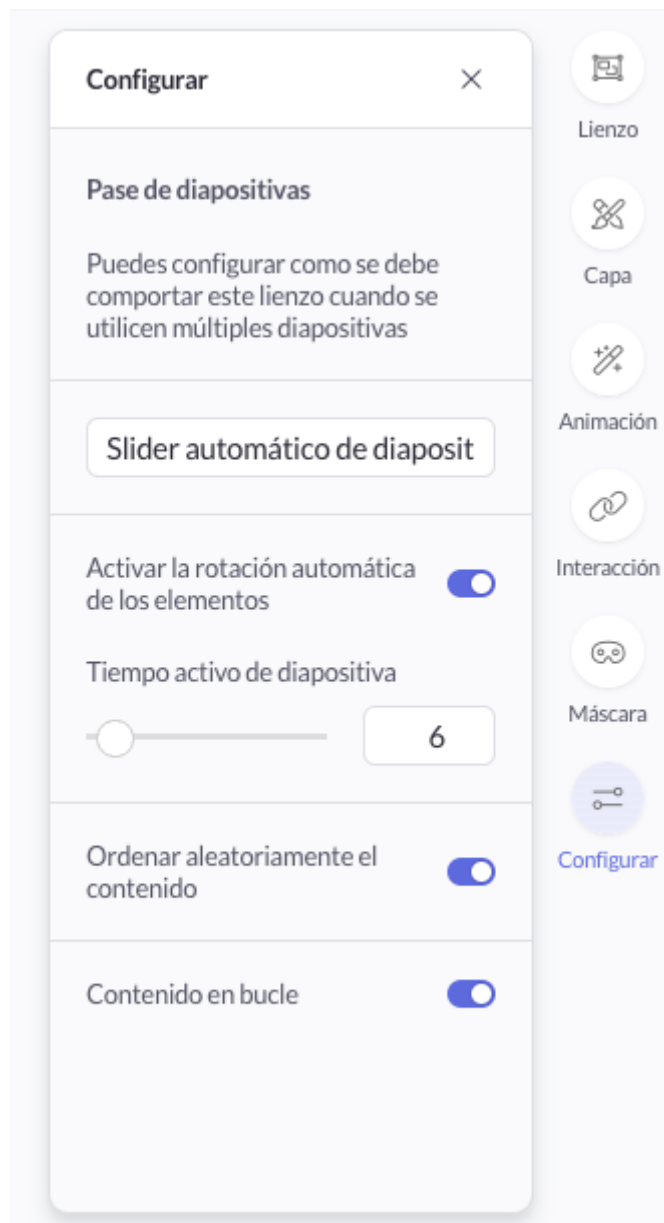 Configurar
Pase de diapositivas
Puedes configurar como se debe
comportar este lienzo cuando se
utilicen múltiples diapositivas
Slider automático de diaposit
Activar la rotación automática
de los elementos
Tiempo activo de diapositiva
6
Ordenar aleatoriamente el
contenido
Contenido en bucle
Lienzo
Capa
Animación
Interacción
Máscara
Configurar